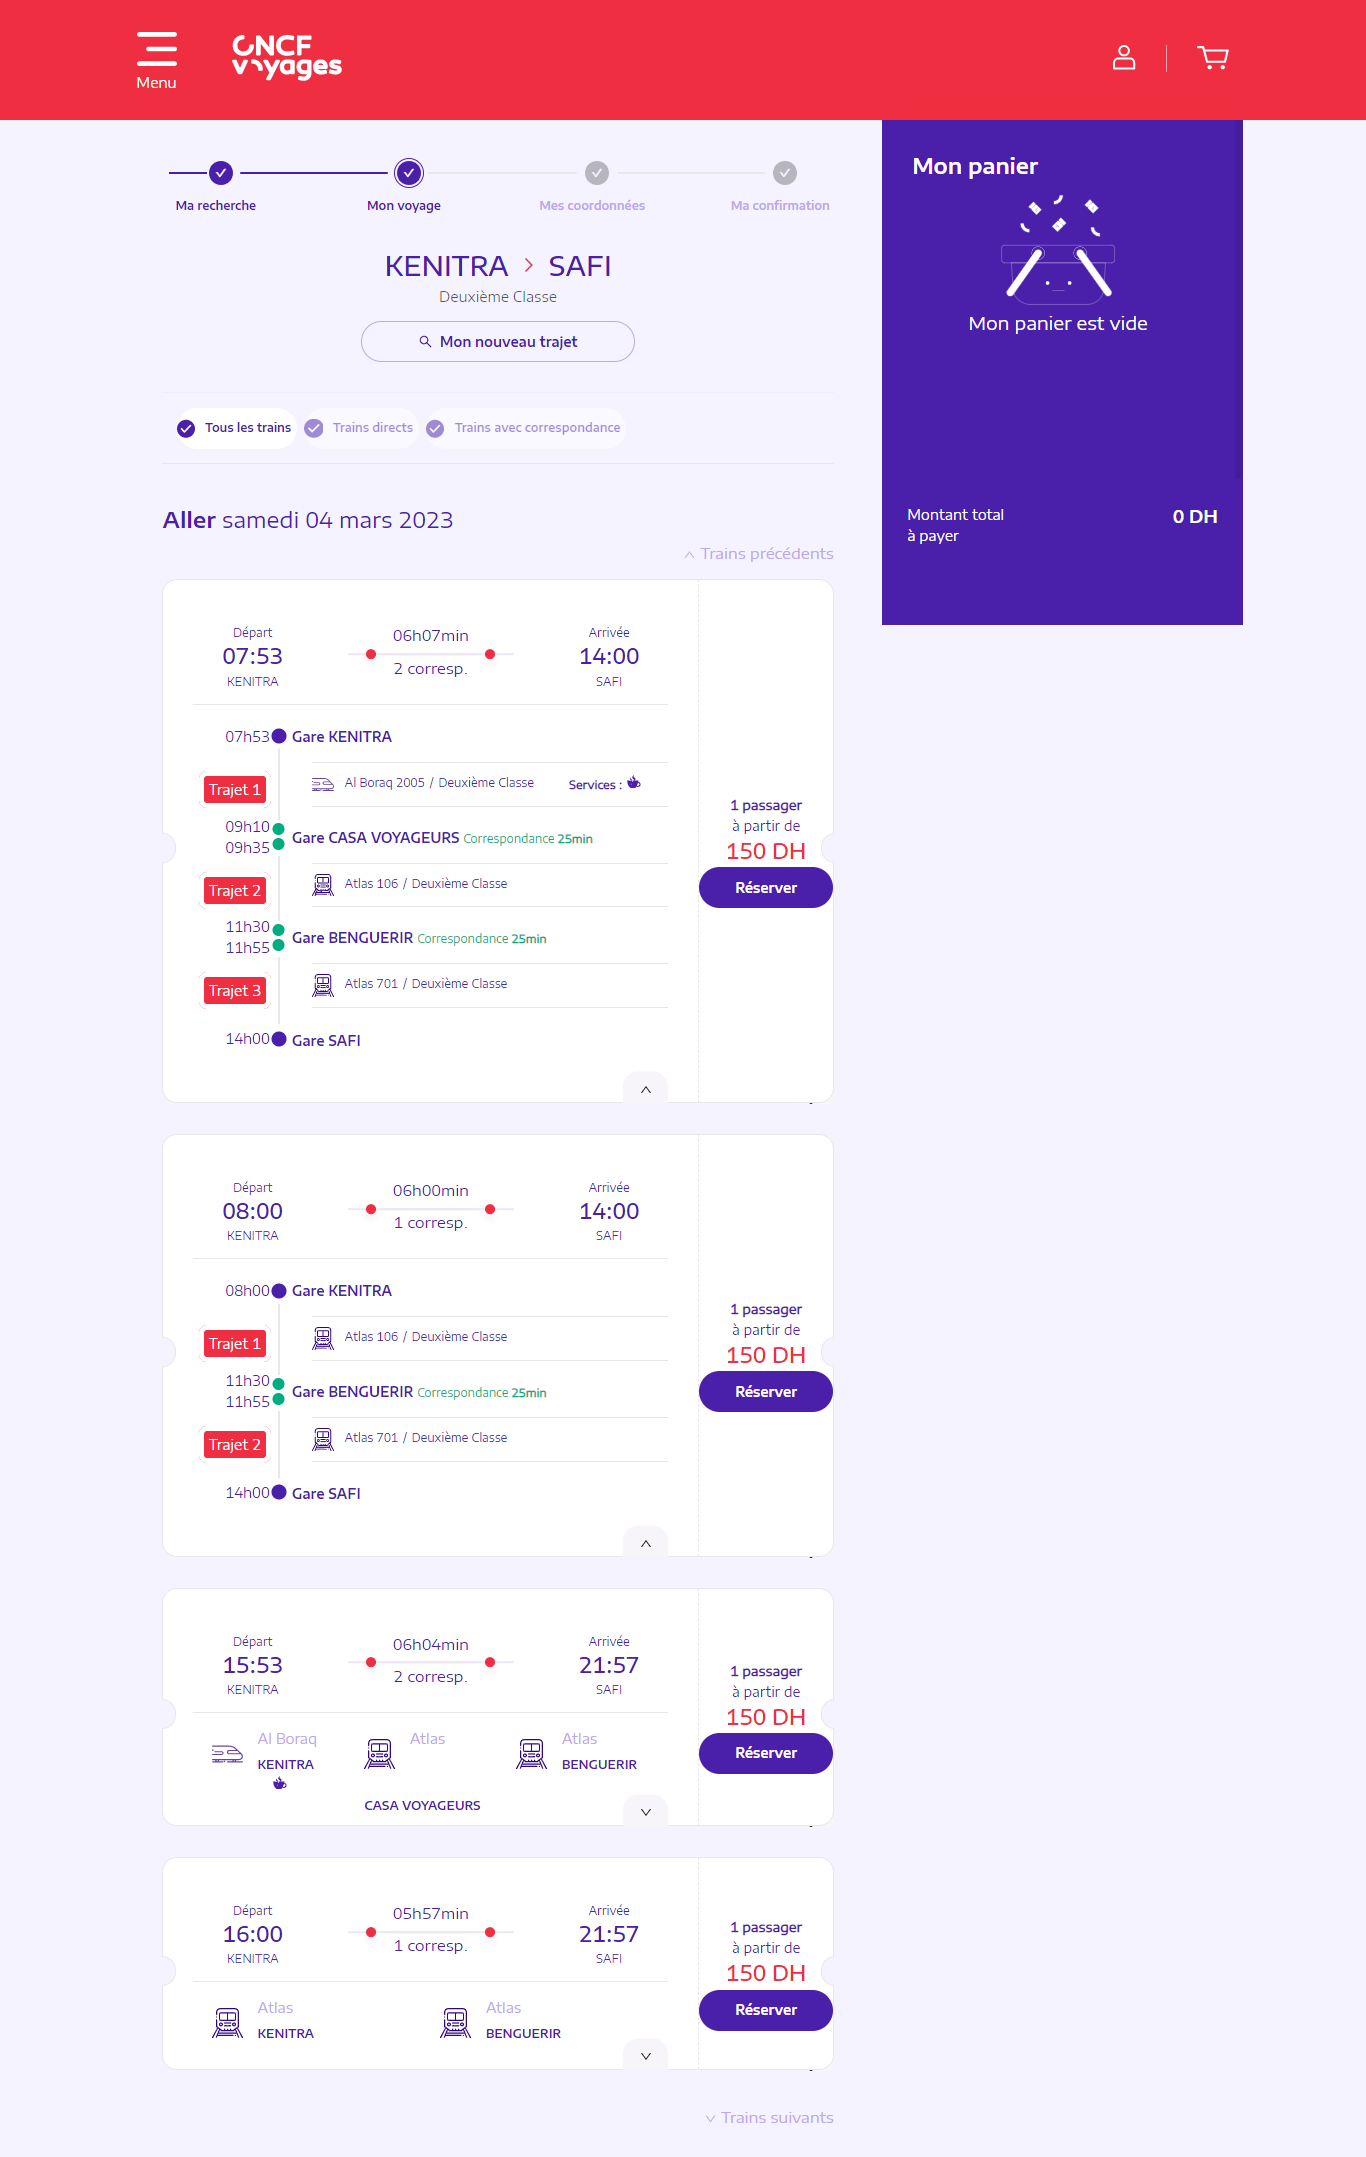 Menu
ONCF
voyages
Ma recherche
Mon voyage
Mes coordonnées
Ma confirmation
KENITRA > SAFI
Deuxième Classe
Mon nouveau trajet
Tous les trains
Trains directs
Trains avec correspondance
Mon panier
Mon panier est vide
Montant total
à payer
0 DH
Aller samedi 04 mars 2023
Trains précédents
Départ
07:53
KENITRA
06h07min
2 corresp.
Arrivée
14:00
SAFI
07h53 Gare KENITRA
Trajet 1
Al Boraq 2005 / Deuxième Classe
Services :
09h10
09h35
Gare CASA VOYAGEURS Correspondance 25min
Trajet 2
Atlas 106 / Deuxième Classe
11h30
11h55
Gare BENGUERIR Correspondance 25min
Trajet 3
Atlas 701 / Deuxième Classe
14h00 Gare SAFI
1 passager
à partir de
150 DH
Réserver
Départ
08:00
KENITRA
06h00min
1 corresp.
Arrivée
14:00
SAFI
08h00 Gare KENITRA
Trajet 1
Atlas 106 / Deuxième Classe
11h30
11h55
Gare BENGUERIR Correspondance 25min
Trajet 2
Atlas 701 / Deuxième Classe
14h00 Gare SAFI
1 passager
à partir de
150 DH
Réserver
Départ
15:53
KENITRA
06h04min
2 corresp.
Arrivée
21:57
SAFI
Al Boraq
KENITRA
Atlas
CASA VOYAGEURS
Atlas
BENGUERIR
1 passager
à partir de
150 DH
Réserver
Départ
16:00
KENITRA
05h57min
1 corresp.
Arrivée
21:57
SAFI
Atlas
KENITRA
Atlas
BENGUERIR
1 passager
à partir de
150 DH
Réserver
Trains suivants